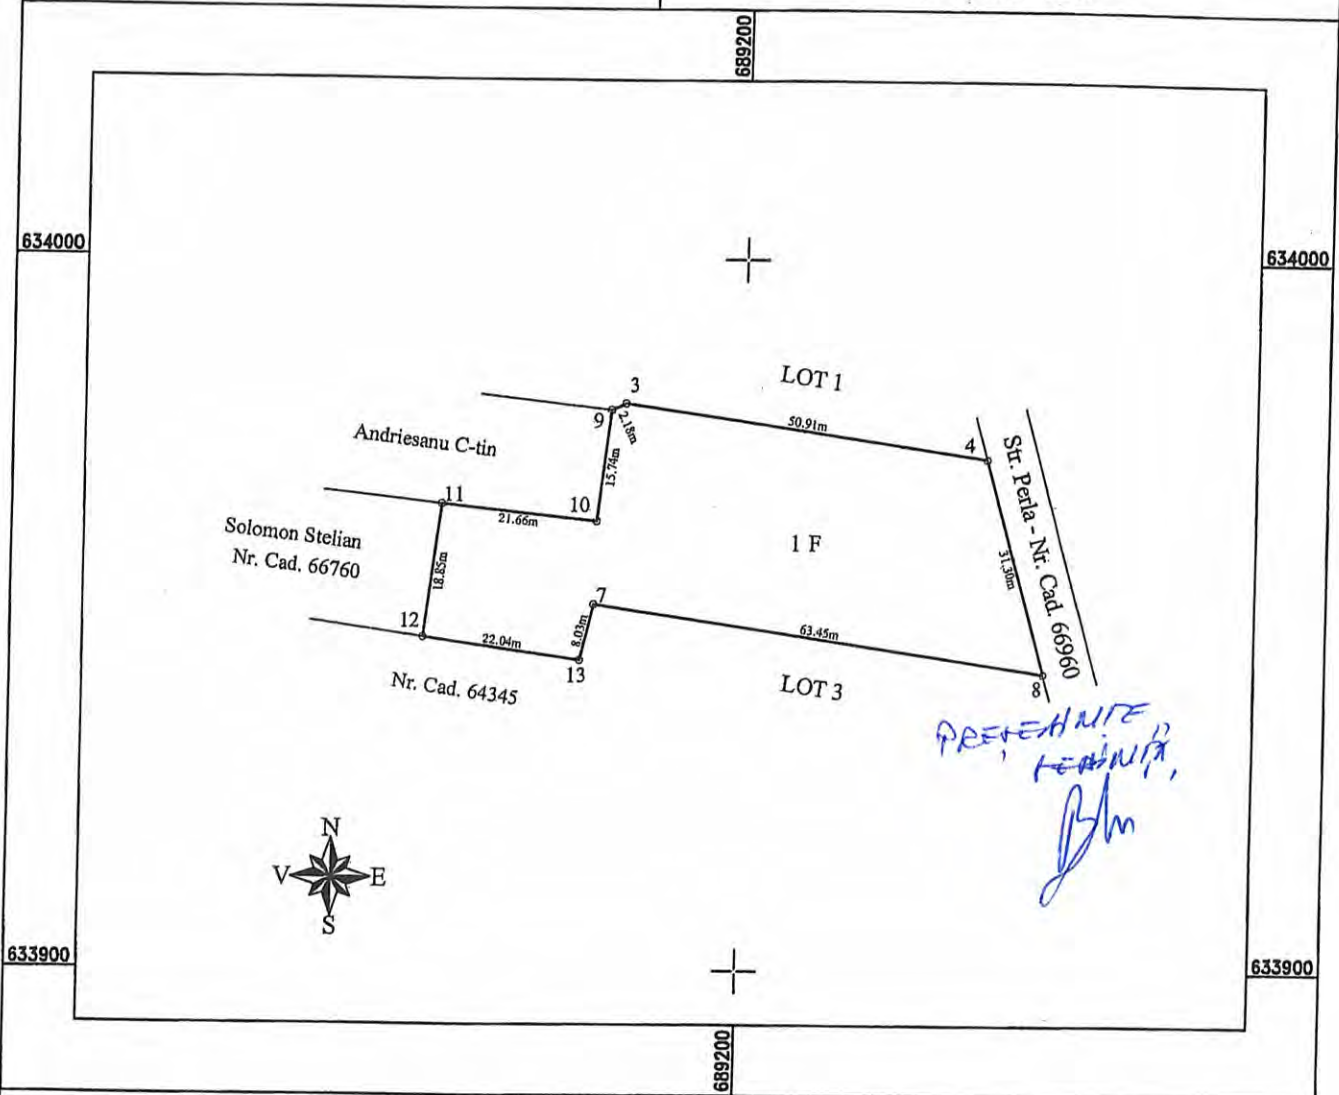 689200
634000
634000
LOT 1
3
9
2.18m
50.91m
4
Andriesanu C-tin
15.74m
Str. Perla - Nr. Cad. 66960
11
10
21.66m
Solomon Stelian
Nr. Cad. 66760
1 F
18.85m
31.30m
7
12
8.03m
63.45m
22.04m
13
Nr. Cad. 64345
LOT 3
8
N
V
E
S
633900
633900
689200